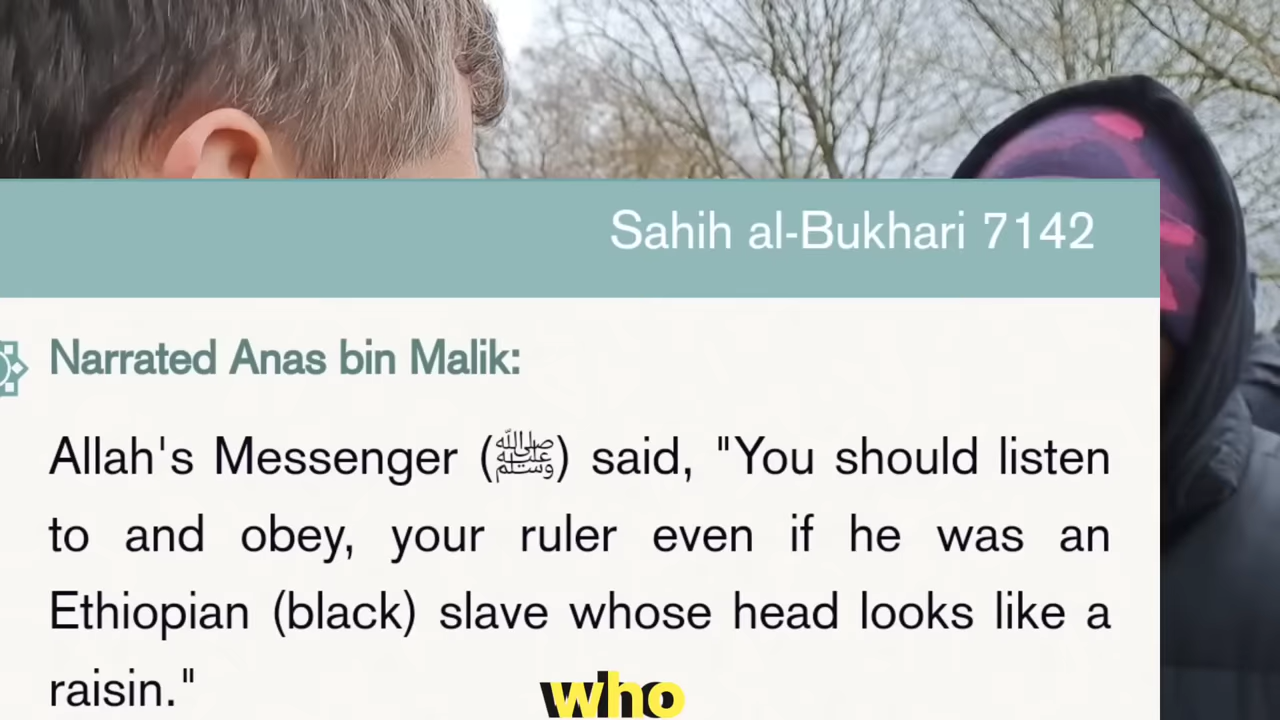 Sahih al-Bukhari 7142
Narrated Anas bin Malik:
Allah's Messenger (ﷺ) said, "You should listen
to and obey, your ruler even if he was an
Ethiopian (black) slave whose head looks like a
raisin."
who